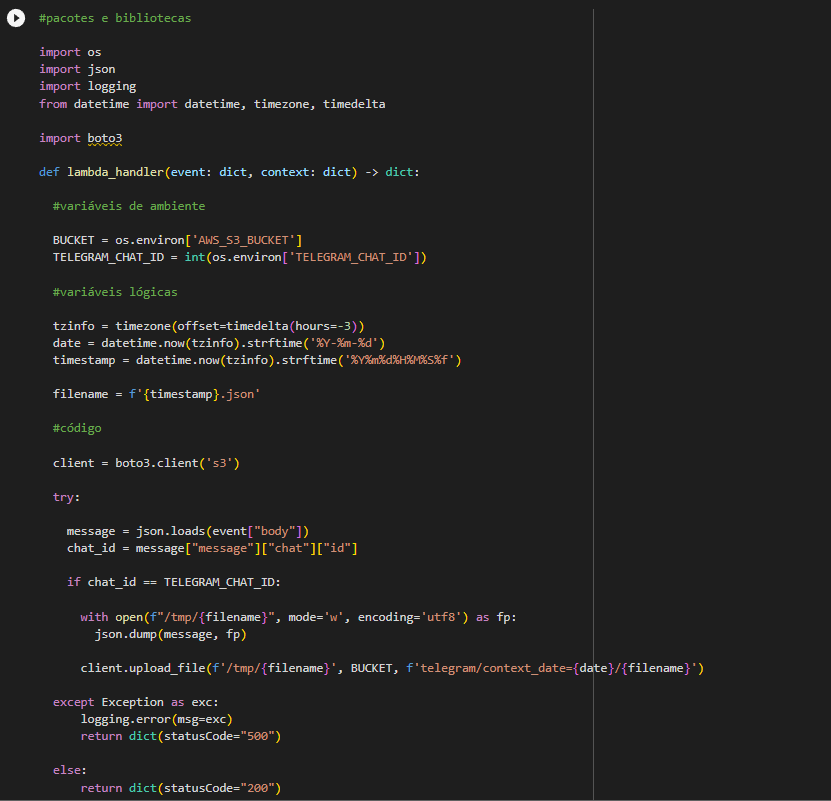 #pacotes e bibliotecas
import os
import json
import logging
from datetime import datetime, timezone, timedelta
import boto3
def lambda_handler(event: dict, context: dict) -> dict:
#variáveis de ambiente
BUCKET = os.environ['AWS_S3_BUCKET']
TELEGRAM_CHAT_ID = int(os.environ['TELEGRAM_CHAT_ID'])
#variáveis lógicas
tzinfo = timezone(offset=timedelta(hours=-3))
date = datetime.now(tzinfo).strftime('%Y-%m-%d')
timestamp = datetime.now(tzinfo).strftime('%Y%m%d%H%M%S%f')
filename = f'{timestamp}.json'
#código
client = boto3.client('s3')
try:
message = json.loads(event["body"])
chat_id = message["message"]["chat"]["id"]
if chat_id == TELEGRAM_CHAT_ID:
with open(f"/tmp/{filename}", mode='w', encoding='utf8') as fp:
json.dump(message, fp)
client.upload_file(f'/tmp/{filename}', BUCKET, f'telegram/context_date={date}/{filename}')
except Exception as exc:
logging.error(msg=exc)
return dict(statusCode="500")
else:
return dict(statusCode="200")